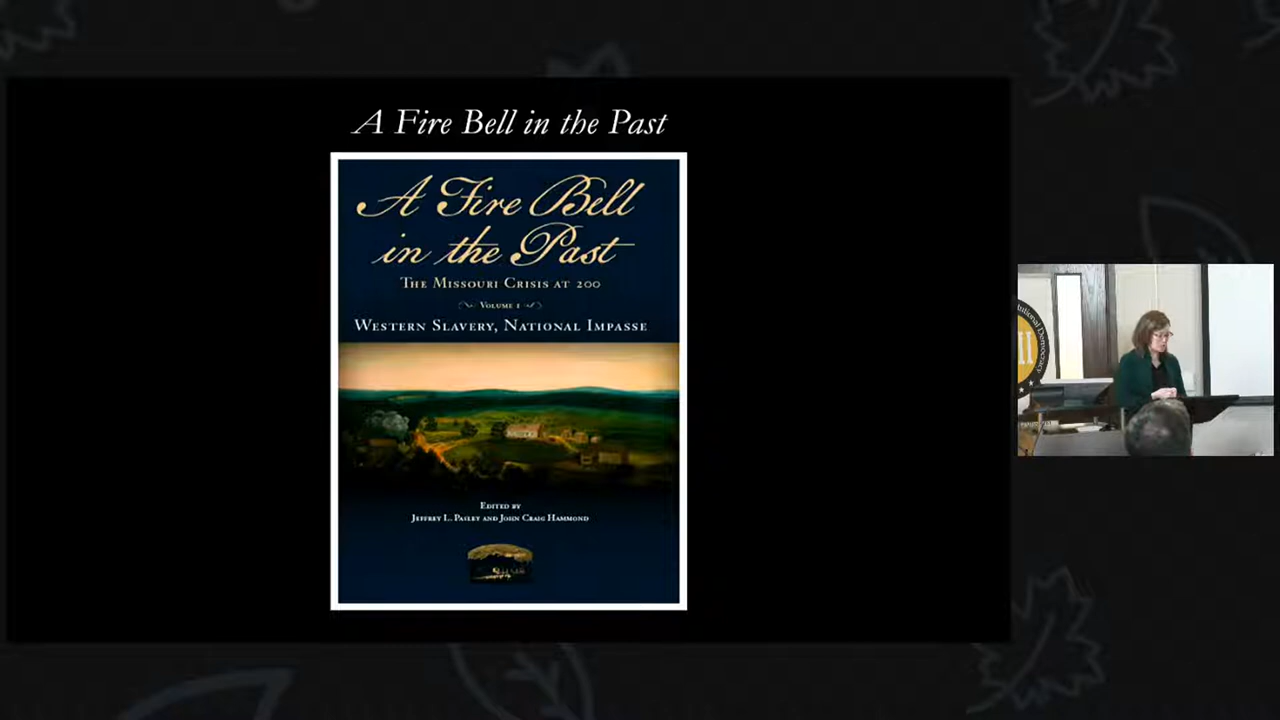 A Fire Bell in the Past
A Fire Bell
in the Past
THE MISSOURI CRISIS AT 200
VOLUME I
WESTERN SLAVERY, NATIONAL IMPASSE
EDITED BY
JEFFREY L. PASLEY AND JOHN CRAIG HAMMOND
Democracy